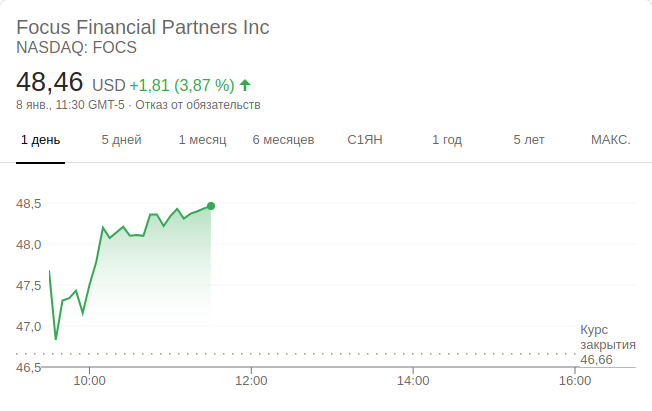 Focus Financial Partners Inc
NASDAQ: FOCS
48,46 USD +1,81 (3,87 %)
8 янв., 11:30 GMT-5 · Отказ от обязательств
1 день 5 дней 1 месяц 6 месяцев С1ЯН 1 год 5 лет МАКС.
48,5
48,0
47,5
47,0
Курс
закрытия
46,66
46,5
10:00 12:00 14:00 16:00